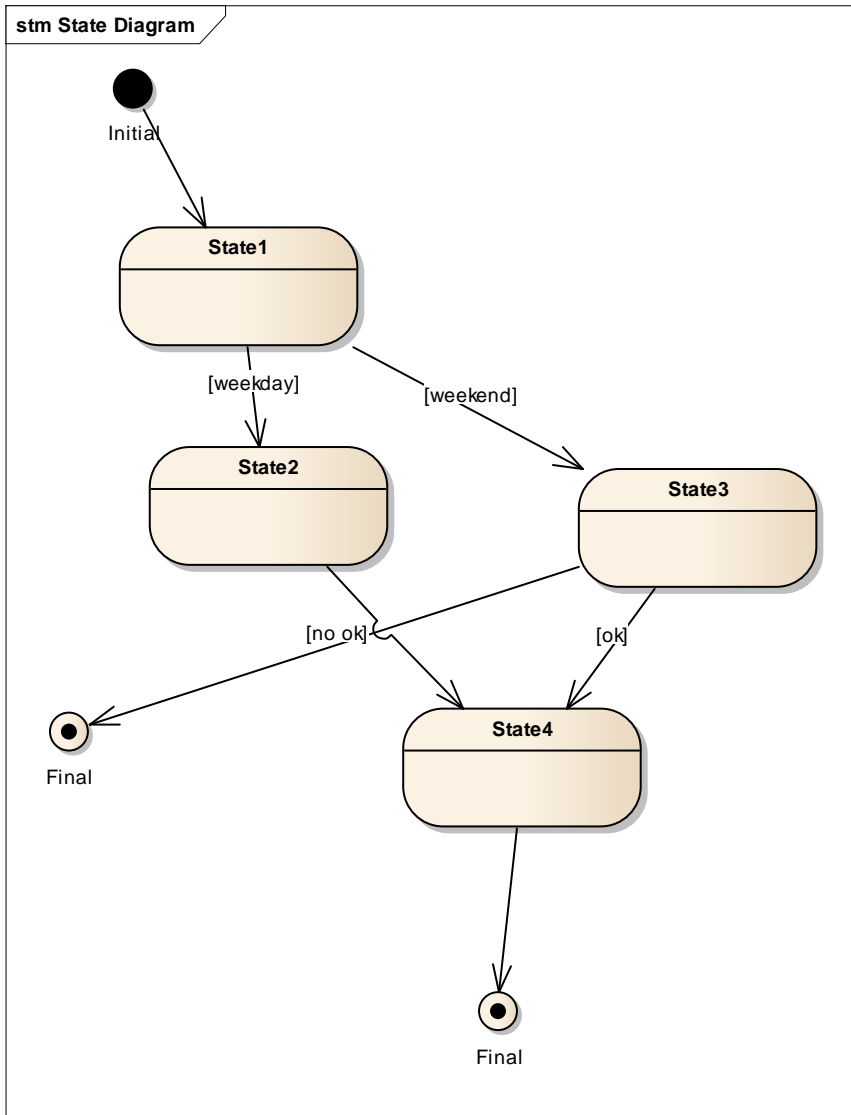 stm State Diagram
Initial
State1
[weekday]
[weekend]
State2
State3
[no ok]
[ok]
State4
Final
Final